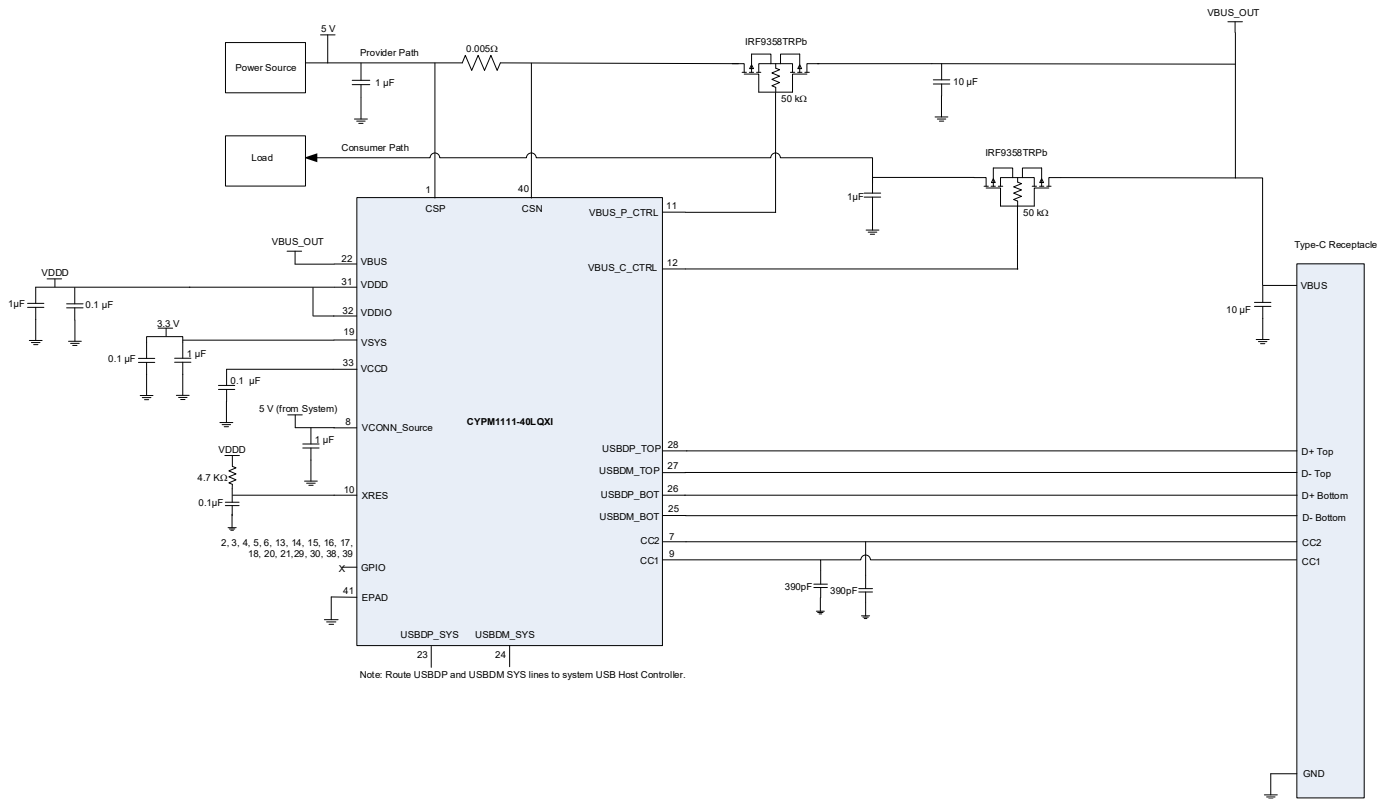 VBUS_OUT
5 V
Provider Path
0.005Ω
IRF9358TRPb
Power Source
1 µF
50 kΩ
10 µF
Load
Consumer Path
IRF9358TRPb
1µF
50 kΩ
1
40
CSP
CSN
VBUS_P_CTRL
11
VBUS_C_CTRL
12
VBUS_OUT
22
VBUS
VDDD
31
VDDD
1µF
0.1 µF
32
VDDIO
3.3 V
19
VSYS
0.1 µF
1 µF
33
VCCD
0.1 µF
5 V (from System)
8
VCONN_Source
1 µF
CYPM1111-40LQXI
VDDD
4.7 KΩ
10
XRES
0.1µF
2, 3, 4, 5, 6, 13, 14, 15, 16, 17,
18, 20, 21,29, 30, 38, 39
GPIO
41
EPAD
USBDP_SYS
USBDM_SYS
23
24
Note: Route USBDP and USBDM SYS lines to system USB Host Controller.
USBDP_TOP
28
USBDM_TOP
27
USBDP_BOT
26
USBDM_BOT
25
CC2
7
CC1
9
390pF
390pF
Type-C Receptacle
VBUS
10 µF
D+ Top
D- Top
D+ Bottom
D- Bottom
CC2
CC1
GND